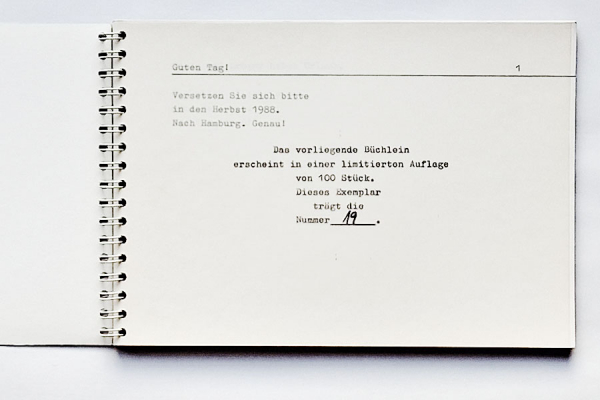 Guten Tag! 1
Versetzen Sie sich bitte
in den Herbst 1988.
Nach Hamburg. Genau!
Das vorliegende Büchlein
erscheint in einer limitierten Auflage
von 100 Stück.
Dieses Exemplar
trägt die
Nummer 19.